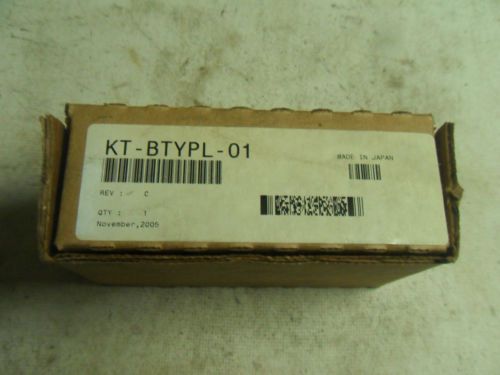 KT-BTYPL-01
MADE IN JAPAN
REV : C
QTY : 1
November,2005